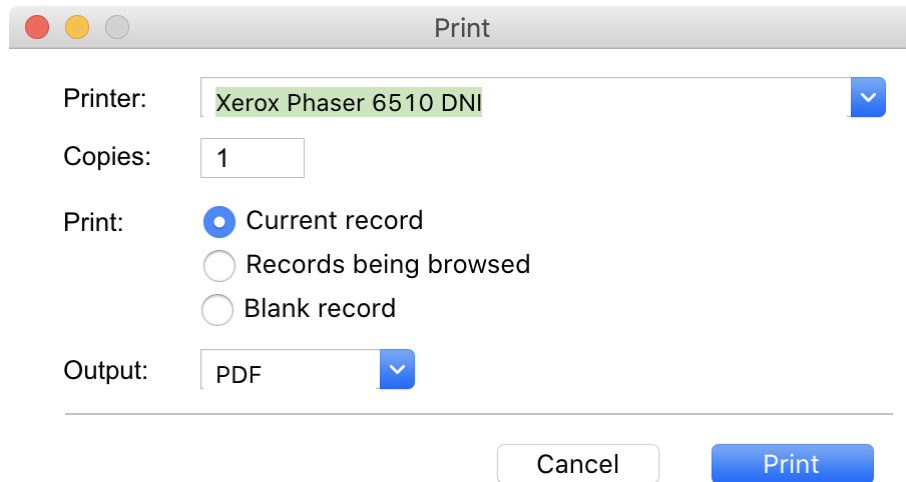 Print
Printer: Xerox Phaser 6510 DNI
Copies: 1
Print: Current record
Records being browsed
Blank record
Output: PDF
Cancel Print